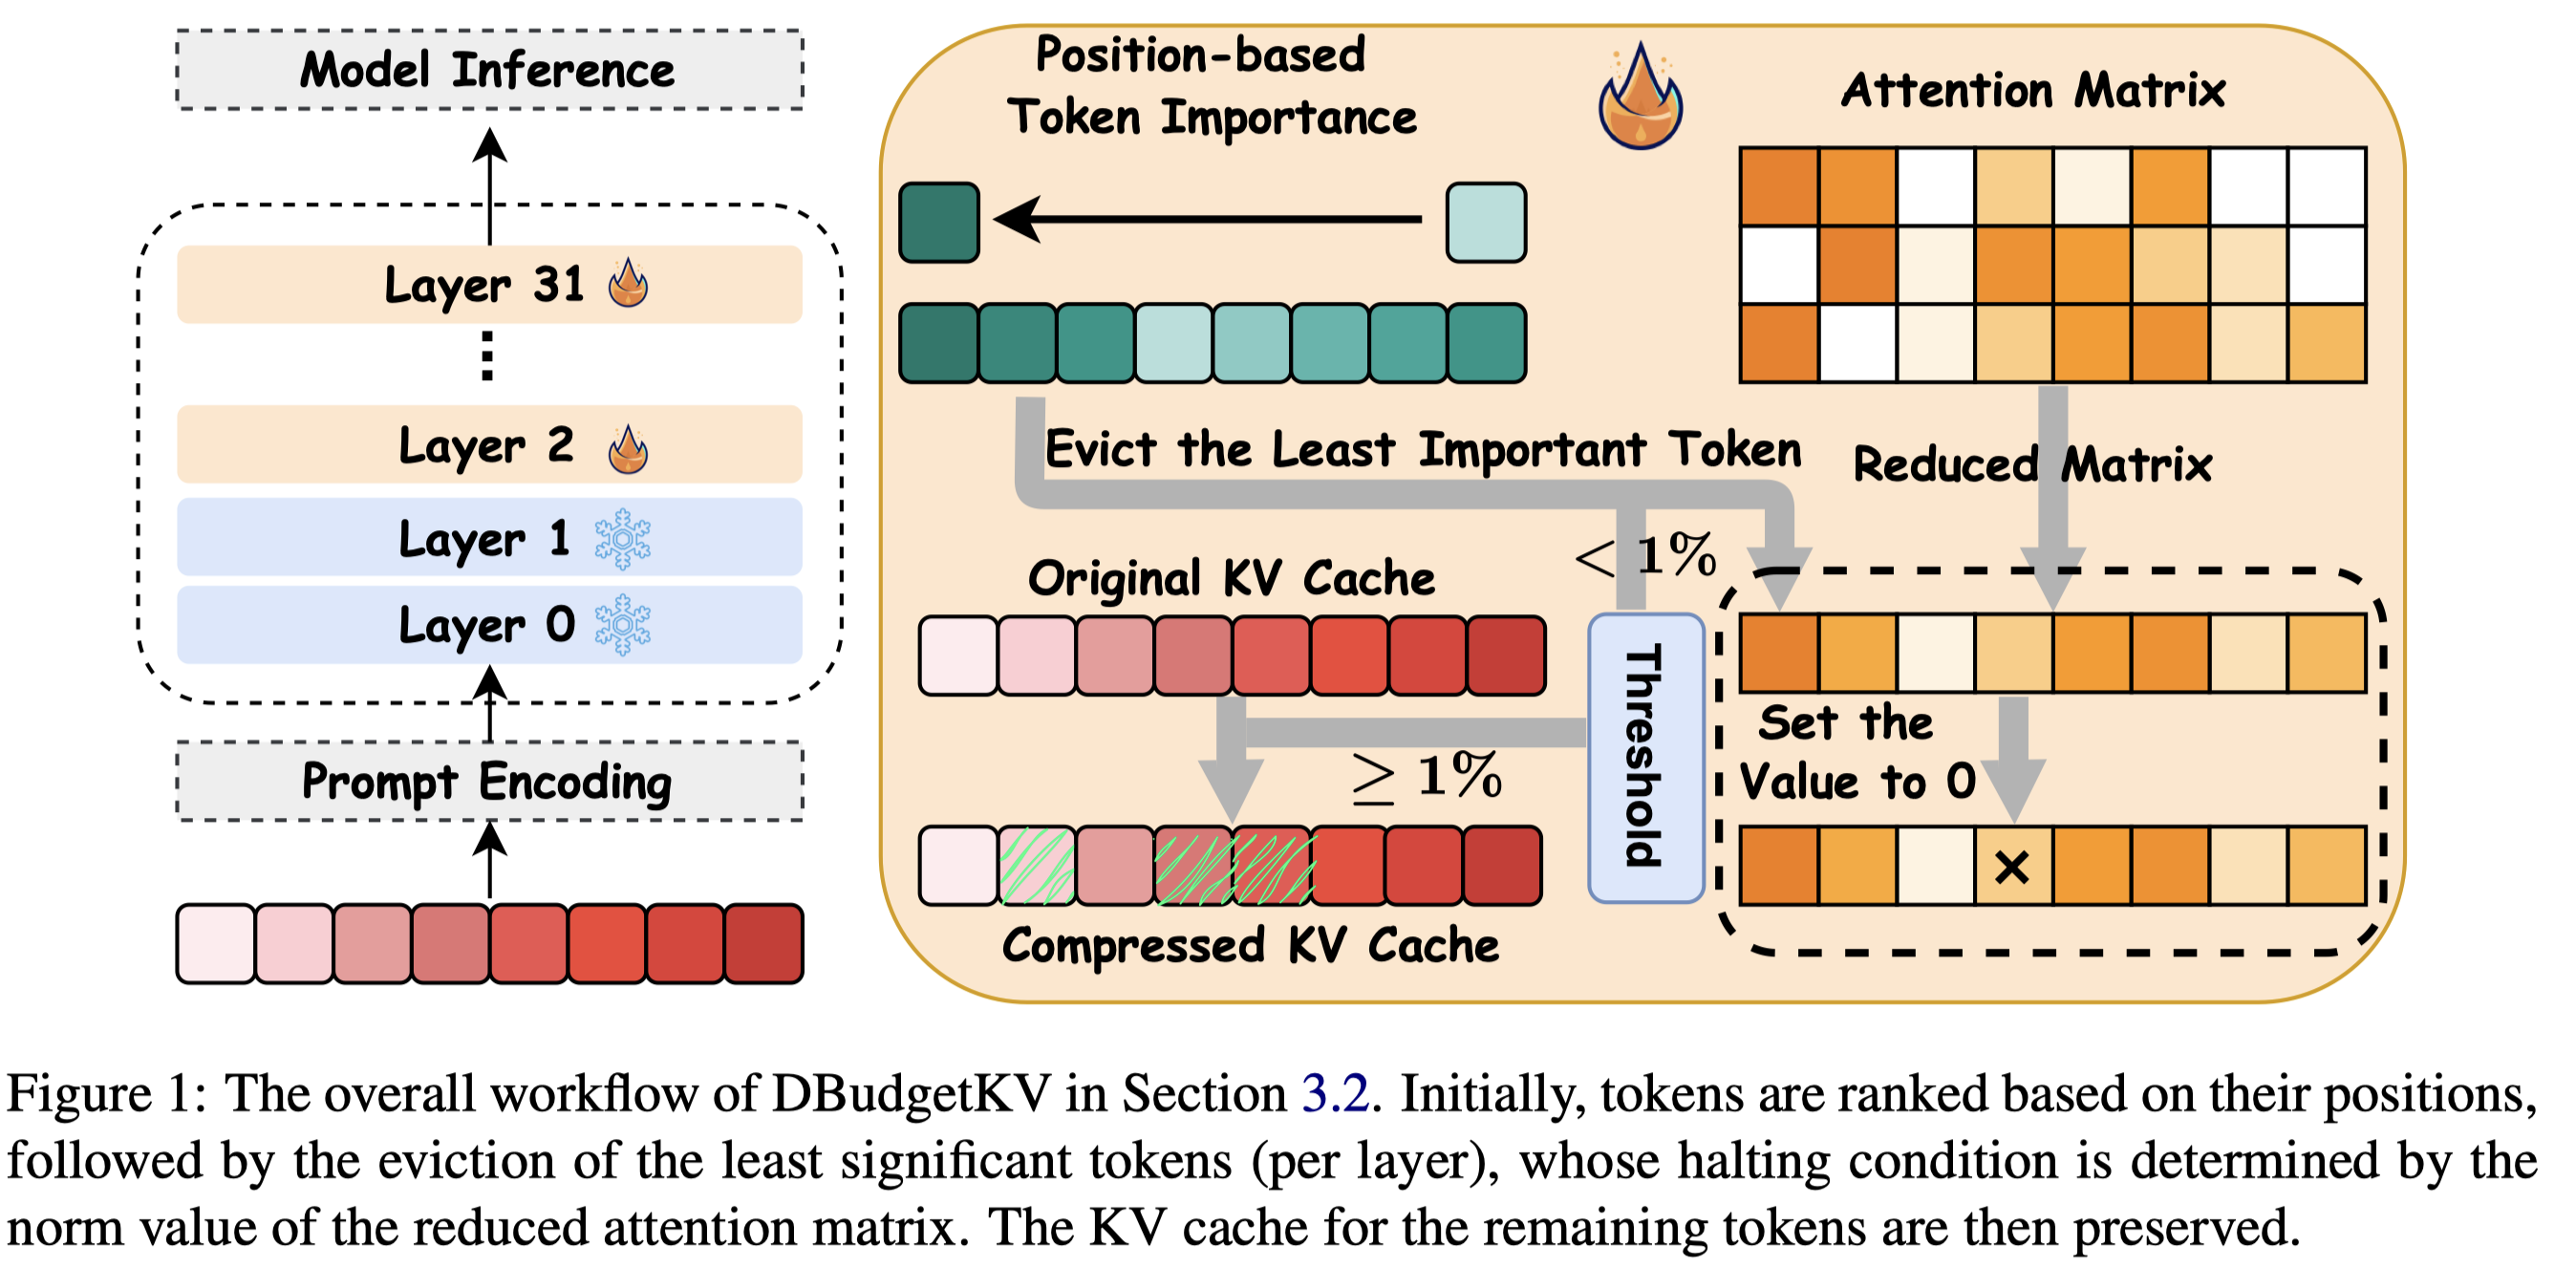 Model Inference
Layer 31
Layer 2
Layer 1
Layer 0
Prompt Encoding
Position-based
Token Importance
Attention Matrix
Evict the Least Important Token
Reduced Matrix
< 1%
Original KV Cache
Threshold
Set the
Value to 0
≥ 1%
Compressed KV Cache
Figure 1: The overall workflow of DBudgetKV in Section 3.2. Initially, tokens are ranked based on their positions,
followed by the eviction of the least significant tokens (per layer), whose halting condition is determined by the
norm value of the reduced attention matrix. The KV cache for the remaining tokens are then preserved.